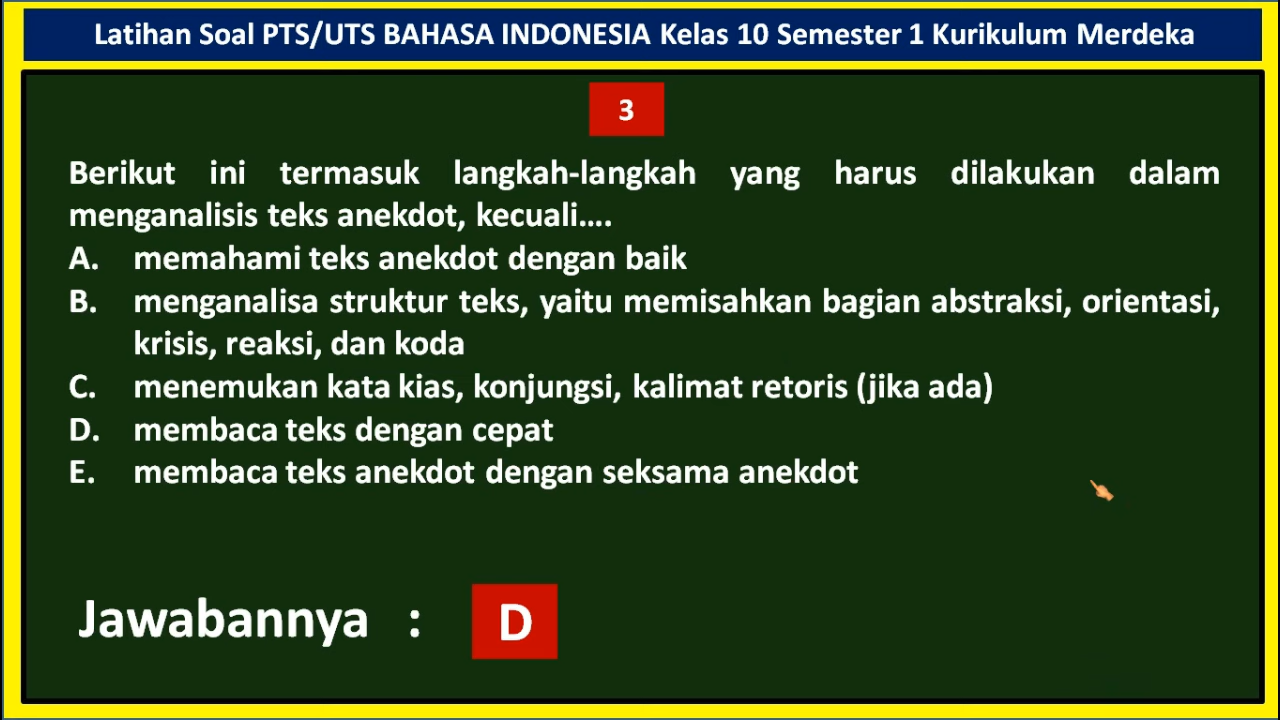 Latihan Soal PTS/UTS BAHASA INDONESIA Kelas 10 Semester 1 Kurikulum Merdeka
3
Berikut ini termasuk langkah-langkah yang harus dilakukan dalam
menganalisis teks anekdot, kecuali....
A. memahami teks anekdot dengan baik
B. menganalisa struktur teks, yaitu memisahkan bagian abstraksi, orientasi,
krisis, reaksi, dan koda
C. menemukan kata kias, konjungsi, kalimat retoris (jika ada)
D. membaca teks dengan cepat
E. membaca teks anekdot dengan seksama anekdot
Jawabannya : D